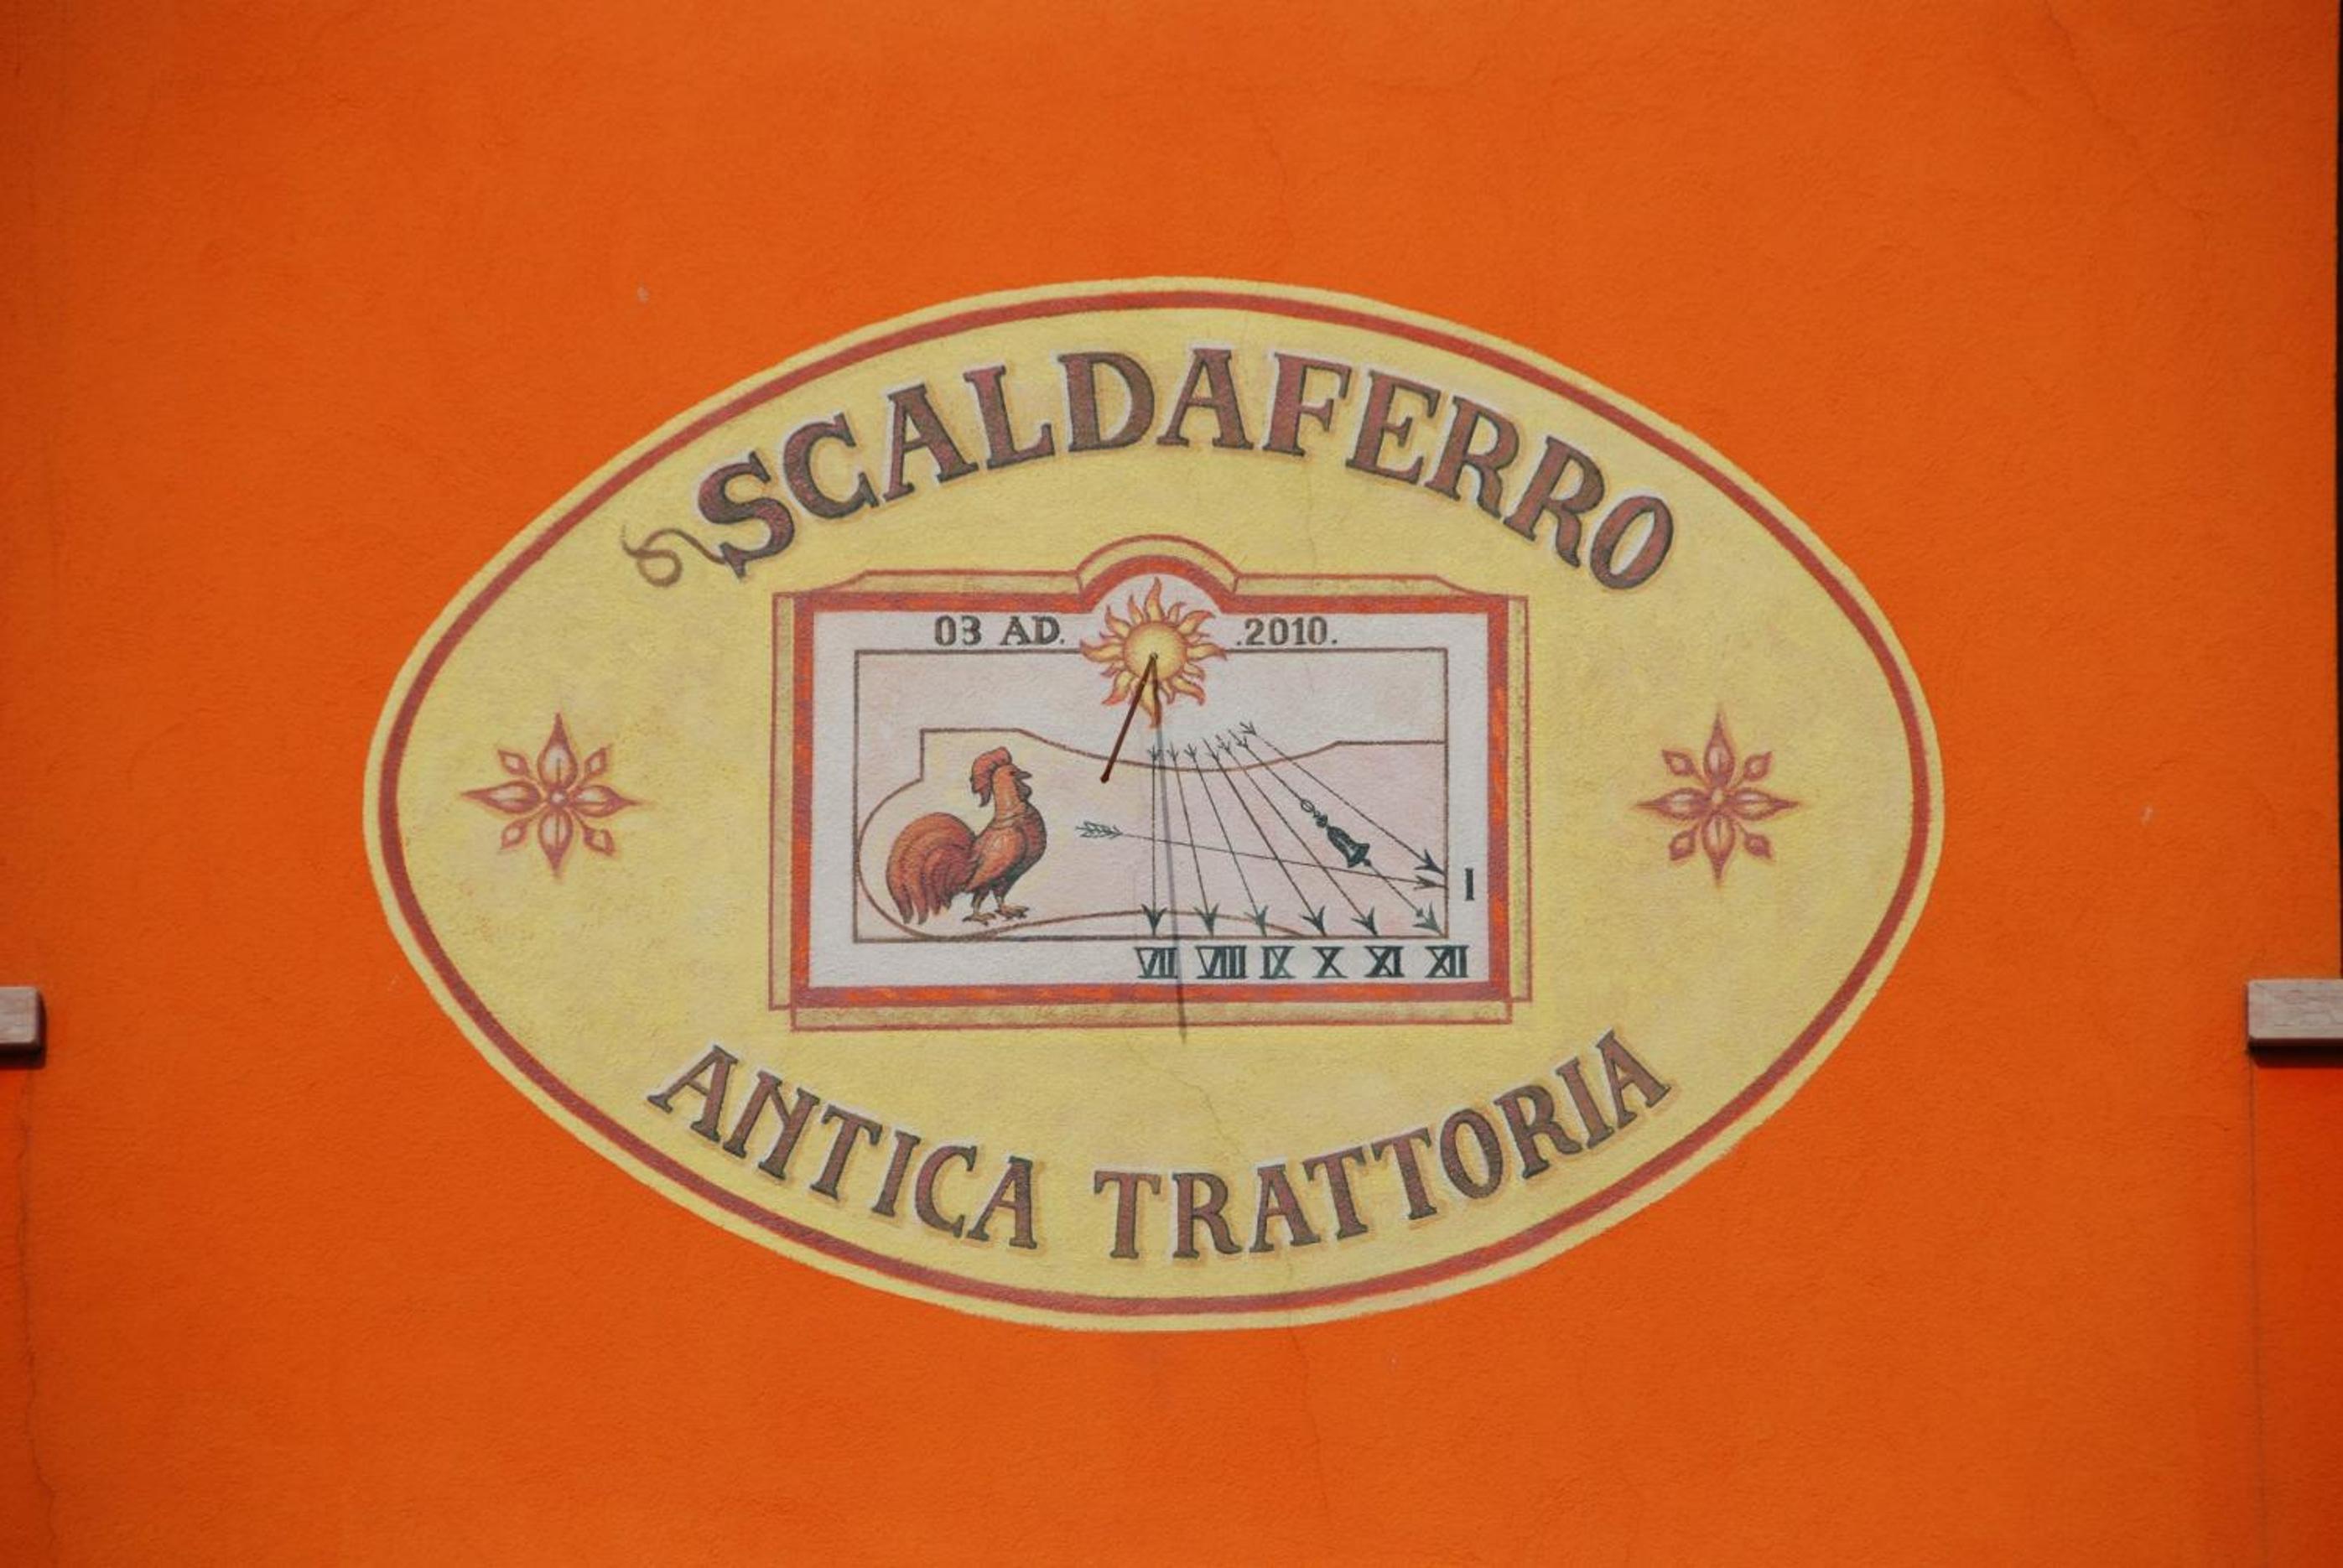 SCALDAFERRO
03 AD. .2010.
I
VII VIII IX X XI XII
ANTICA TRATTORIA